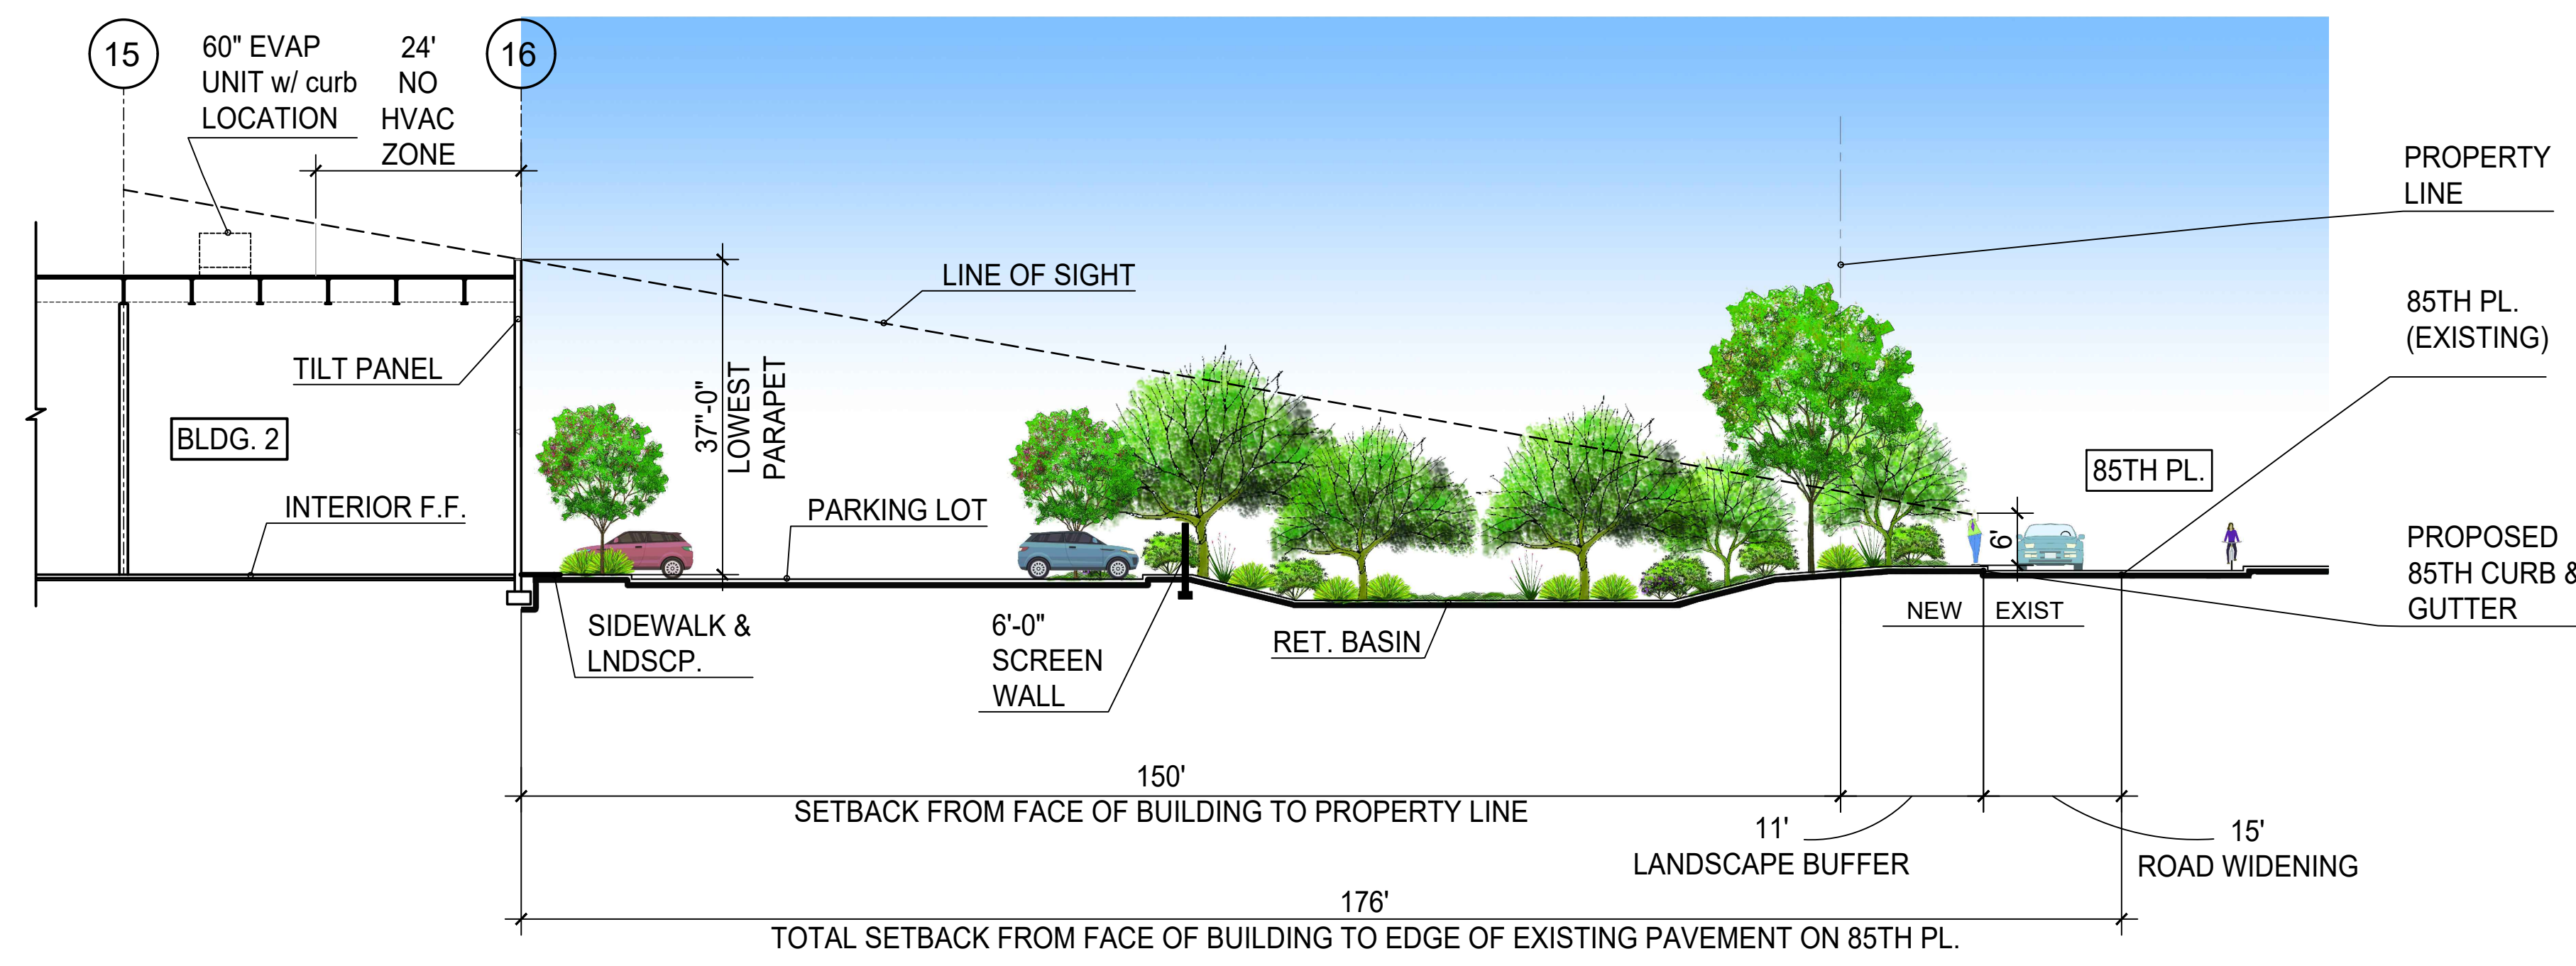 15
60" EVAP
UNIT w/ curb
LOCATION
24'
NO
HVAC
ZONE
16
PROPERTY
LINE
LINE OF SIGHT
85TH PL.
(EXISTING)
TILT PANEL
37"-0"
LOWEST
PARAPET
BLDG. 2
85TH PL.
INTERIOR F.F.
PARKING LOT
6'
PROPOSED
85TH CURB &
GUTTER
NEW
EXIST
SIDEWALK &
LNDSCP.
6'-0"
SCREEN
WALL
RET. BASIN
150'
SETBACK FROM FACE OF BUILDING TO PROPERTY LINE
11'
LANDSCAPE BUFFER
15'
ROAD WIDENING
176'
TOTAL SETBACK FROM FACE OF BUILDING TO EDGE OF EXISTING PAVEMENT ON 85TH PL.